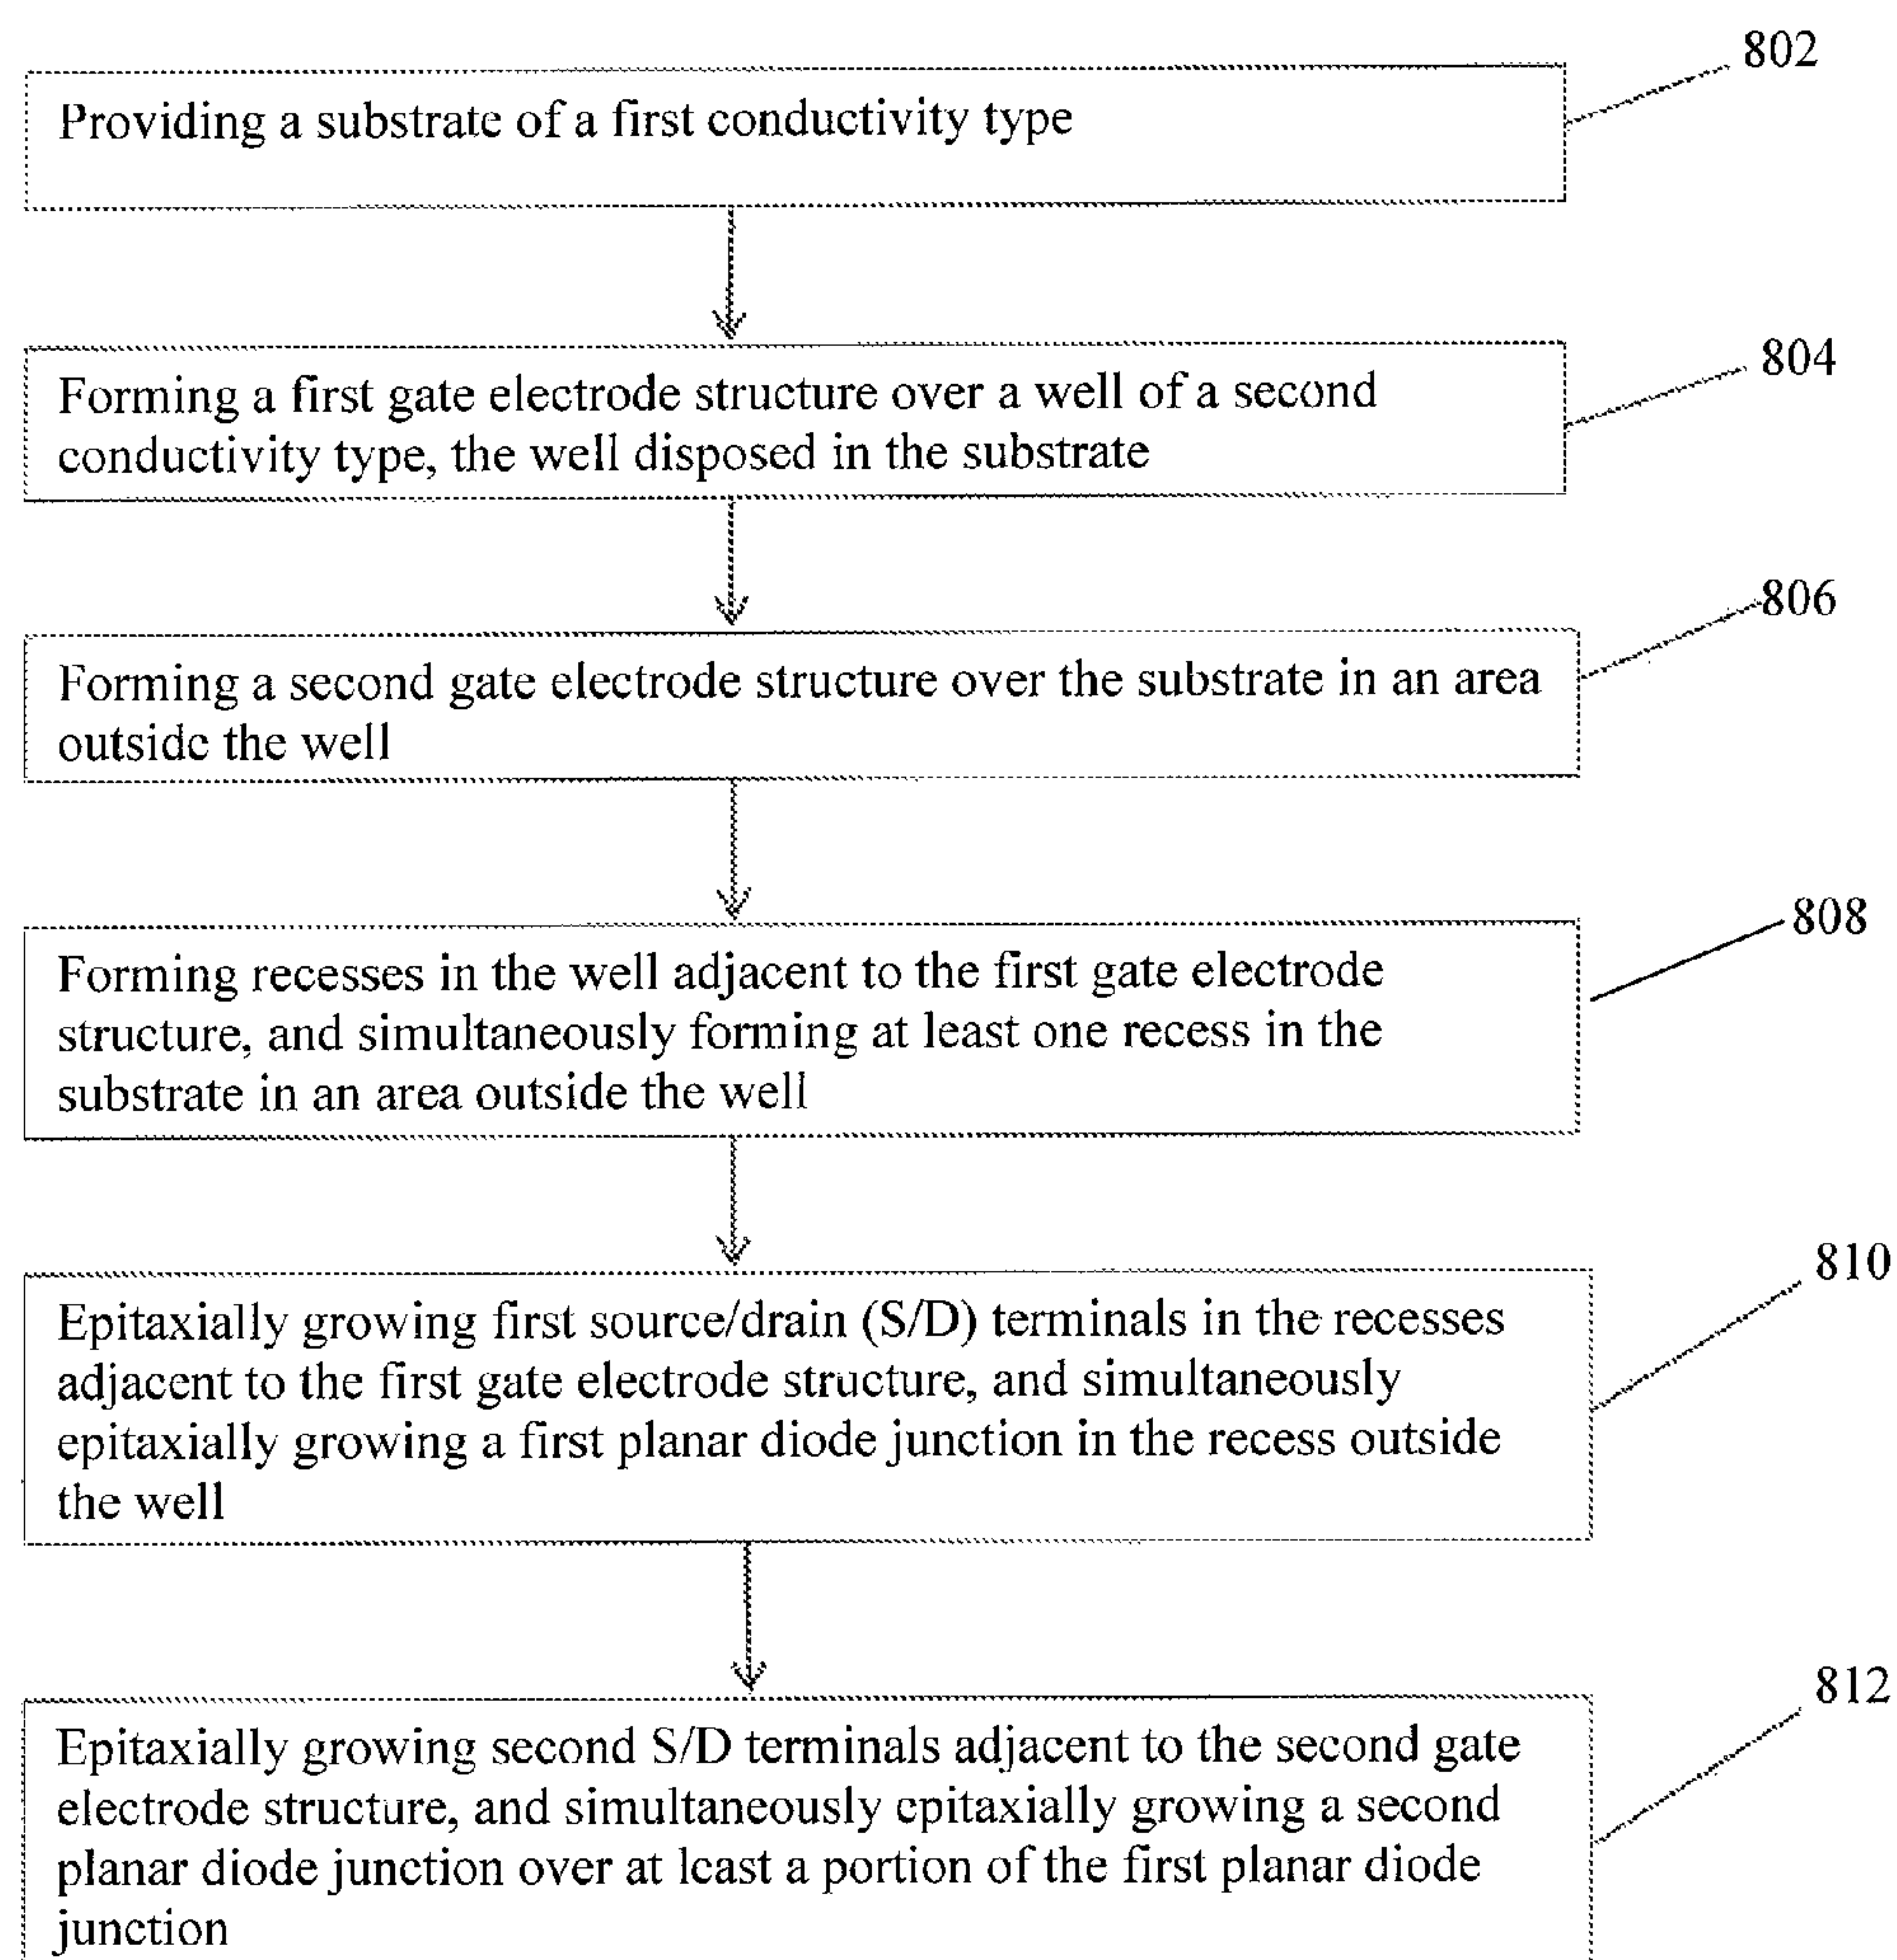 802
Providing a substrate of a first conductivity type
804
Forming a first gate electrode structure over a well of a second
conductivity type, the well disposed in the substrate
806
Forming a second gate electrode structure over the substrate in an area
outside the well
808
Forming recesses in the well adjacent to the first gate electrode
structure, and simultaneously forming at least one recess in the
substrate in an area outside the well
810
Epitaxially growing first source/drain (S/D) terminals in the recesses
adjacent to the first gate electrode structure, and simultaneously
epitaxially growing a first planar diode junction in the recess outside
the well
812
Epitaxially growing second S/D terminals adjacent to the second gate
electrode structure, and simultaneously epitaxially growing a second
planar diode junction over at least a portion of the first planar diode
junction